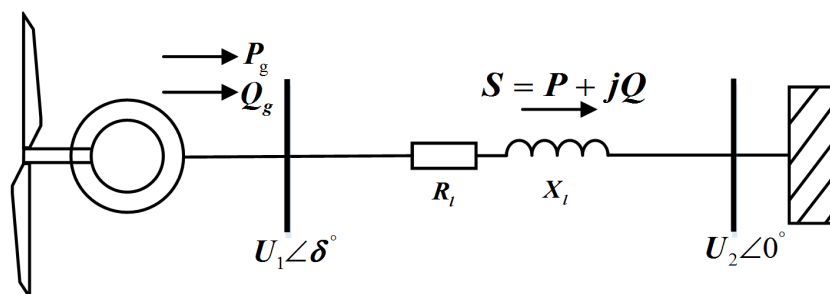 P_g
Q_g
S = P + jQ
R_l
X_l
U_1∠δ°
U_2∠0°